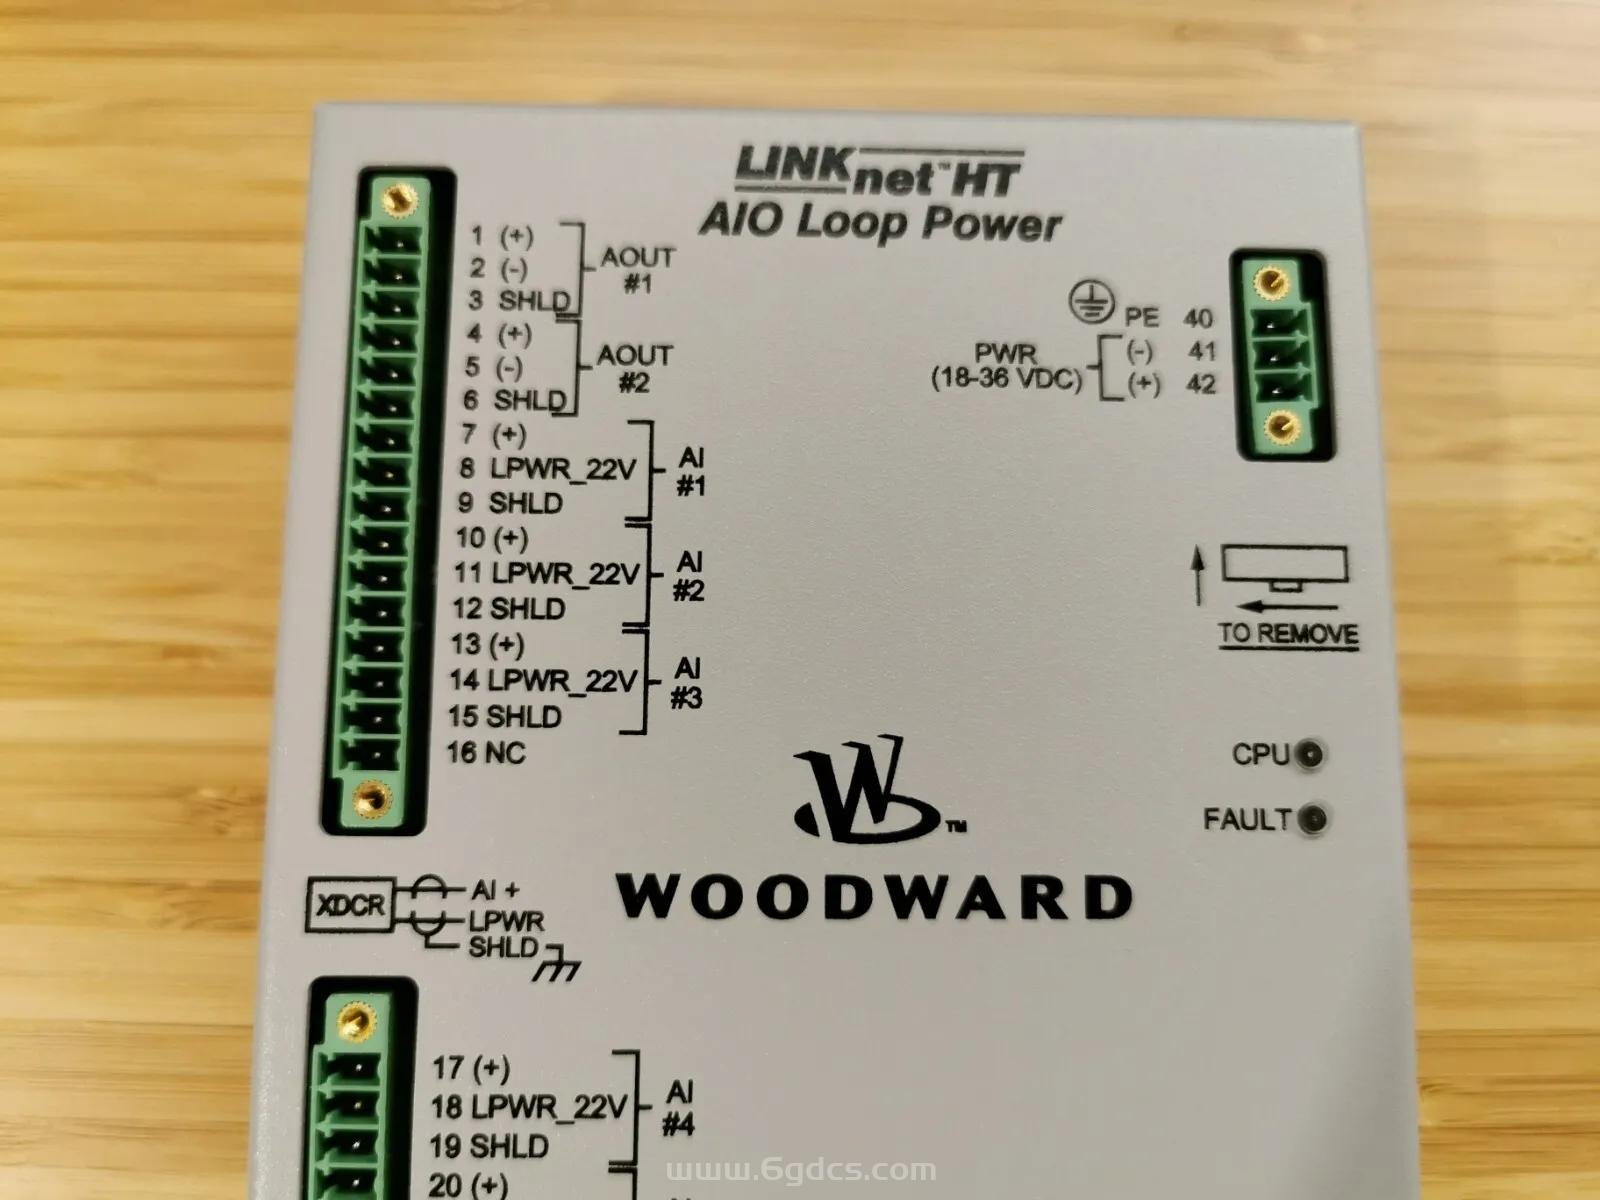 LINKnet™HT
AIO Loop Power
1 (+)
2 (-)
3 SHLD
AOUT
#1
4 (+)
5 (-)
6 SHLD
AOUT
#2
7 (+)
8 LPWR_22V
9 SHLD
AI
#1
10 (+)
11 LPWR_22V
12 SHLD
AI
#2
13 (+)
14 LPWR_22V
15 SHLD
AI
#3
16 NC
PE 40
PWR
(18-36 VDC)
(-) 41
(+) 42
TO REMOVE
CPU
FAULT
W™
WOODWARD
XDCR
AI +
LPWR
SHLD
17 (+)
18 LPWR_22V
19 SHLD
AI
#4
20 (+)
www.6gdcs.com